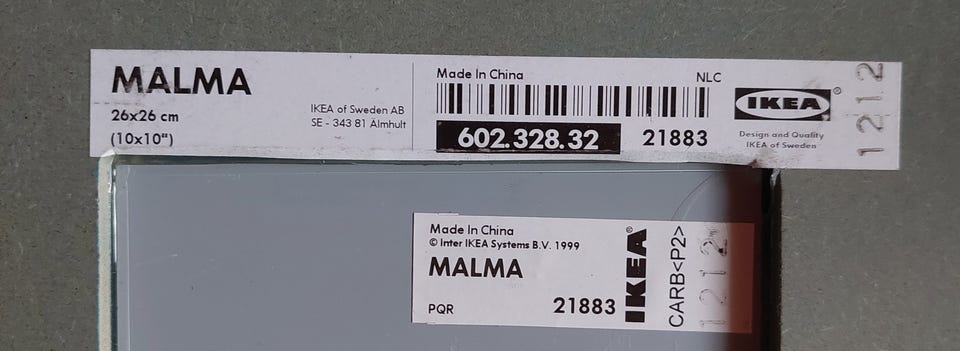 MALMA
26x26 cm
(10x10")
IKEA of Sweden AB
SE - 343 81 Älmhult
Made In China
NLC
602.328.32
21883
IKEA®
Design and Quality
IKEA of Sweden
1212
Made In China
© Inter IKEA Systems B.V. 1999
MALMA
PQR
21883
IKEA®
CARB<P2>
1212